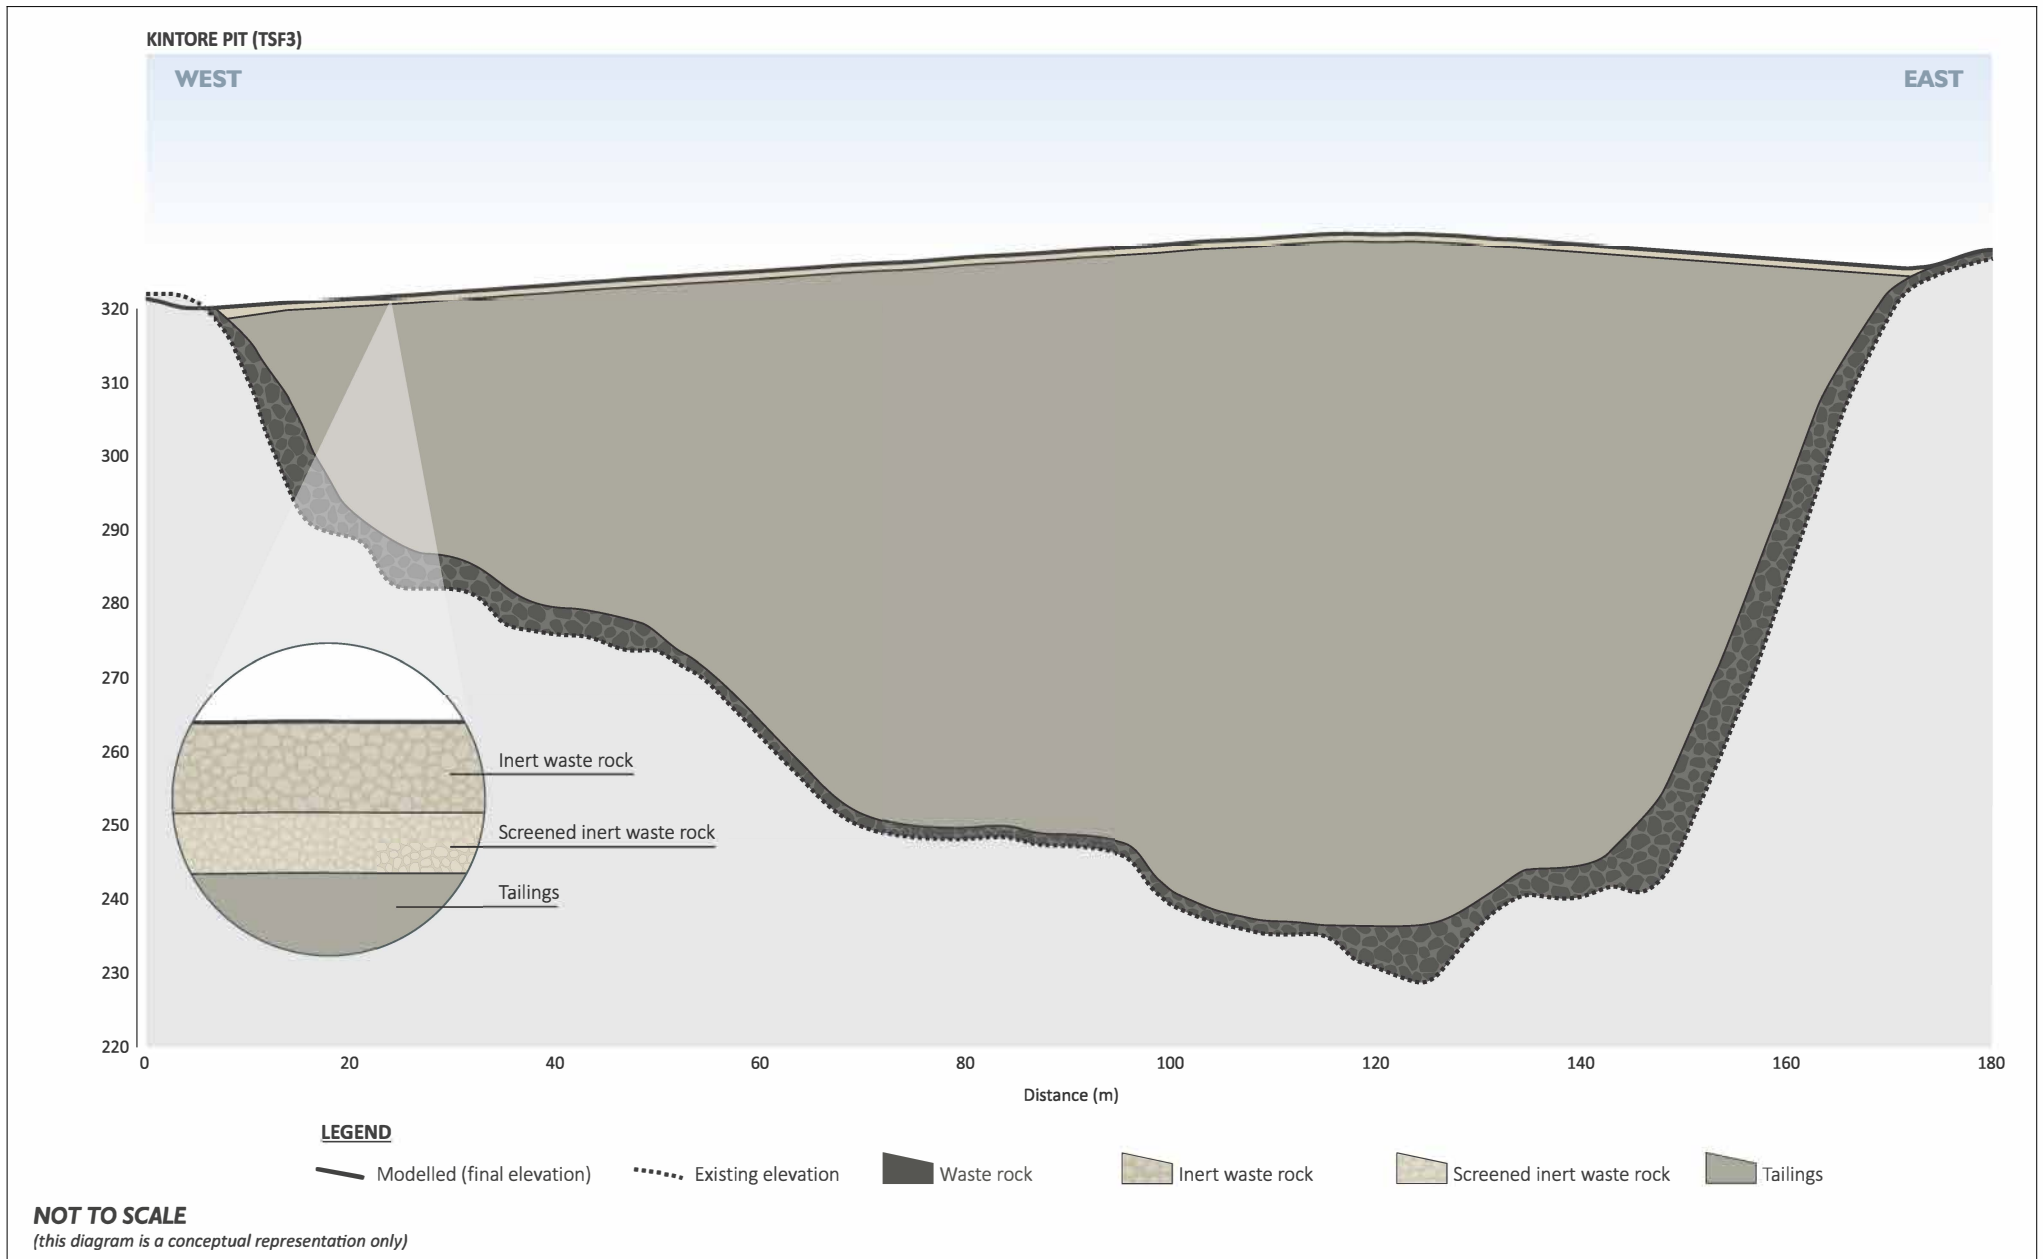 KINTORE PIT (TSF3)
WEST
EAST
320
310
300
290
280
270
260
250
240
230
220
Inert waste rock
Screened inert waste rock
Tailings
0 20 40 60 80 100 120 140 160 180
Distance (m)
LEGEND
Modelled (final elevation)
Existing elevation
Waste rock
Inert waste rock
Screened inert waste rock
Tailings
NOT TO SCALE
(this diagram is a conceptual representation only)